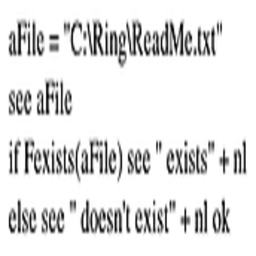 aFile = "C:\Ring\ReadMe.txt"
see aFile
if Fexists(aFile) see " exists" + nl
else see " doesn't exist" + nl ok